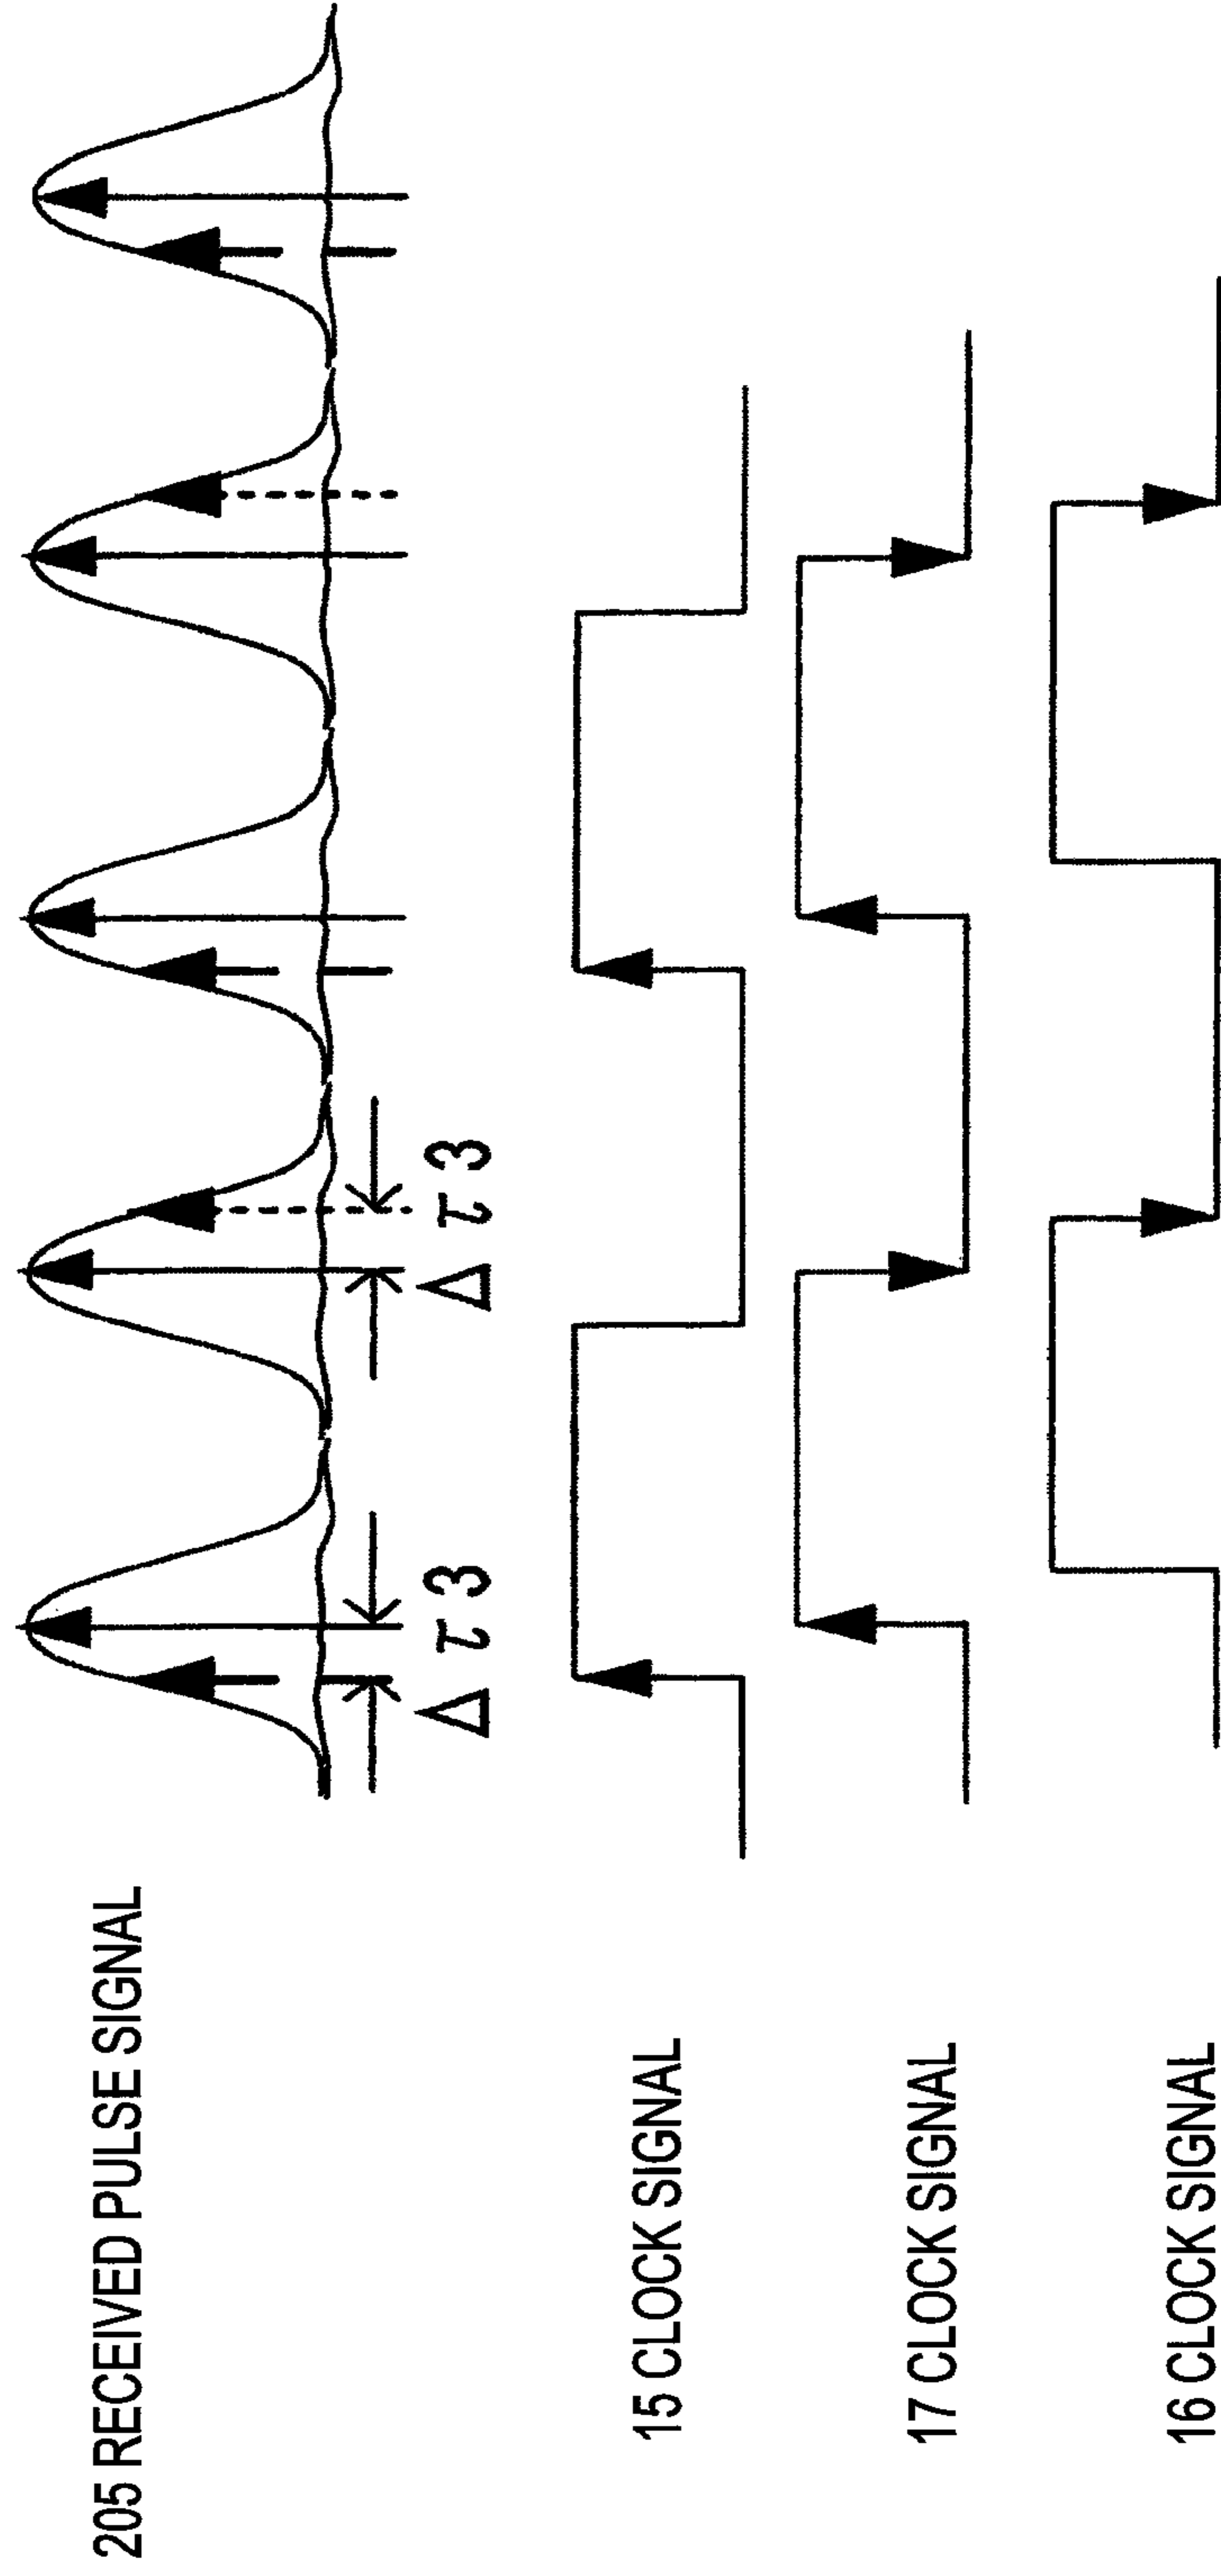 205 RECEIVED PULSE SIGNAL
Δτ3
Δτ3
15 CLOCK SIGNAL
17 CLOCK SIGNAL
16 CLOCK SIGNAL